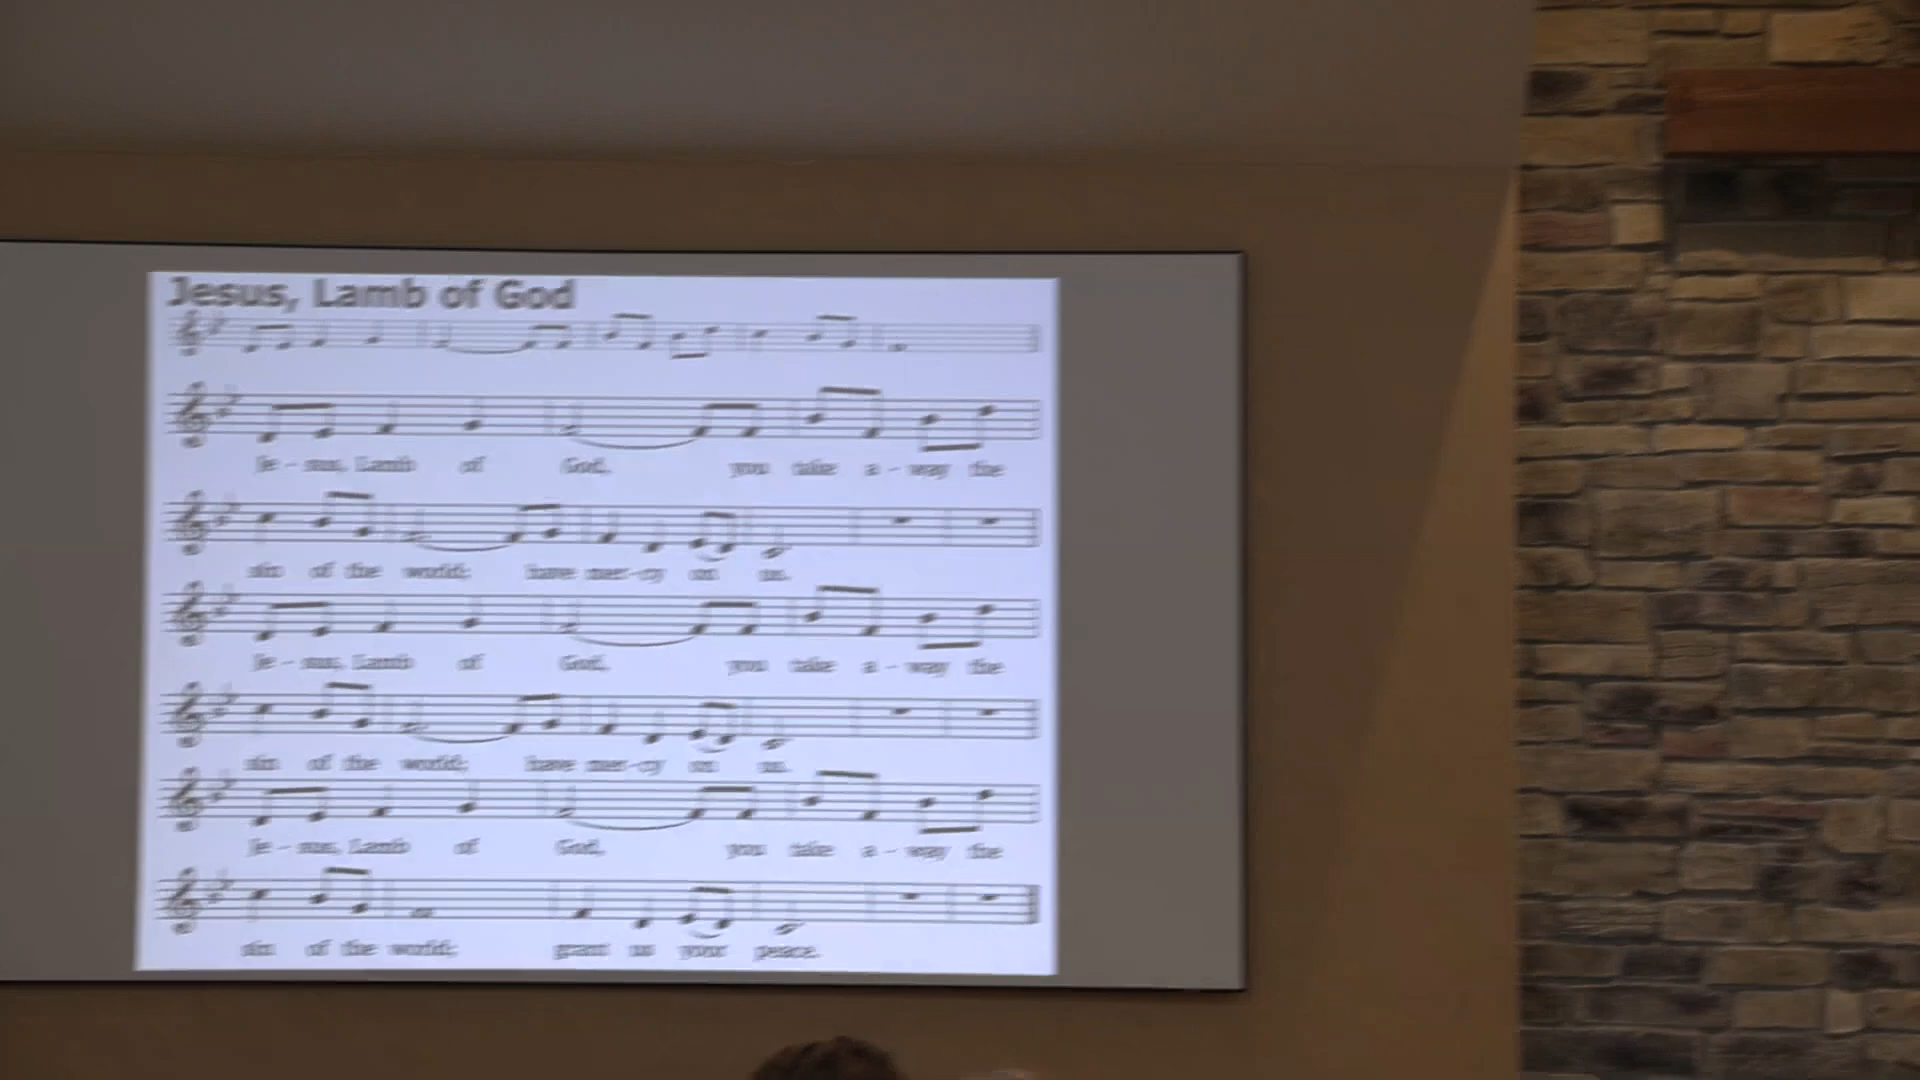 Jesus, Lamb of God
Je - sus, Lamb of God, you take a - way the
sin of the world; have mer-cy on us.
Je - sus, Lamb of God, you take a - way the
sin of the world; have mer-cy on us.
Je - sus, Lamb of God, you take a - way the
sin of the world; grant us your peace.